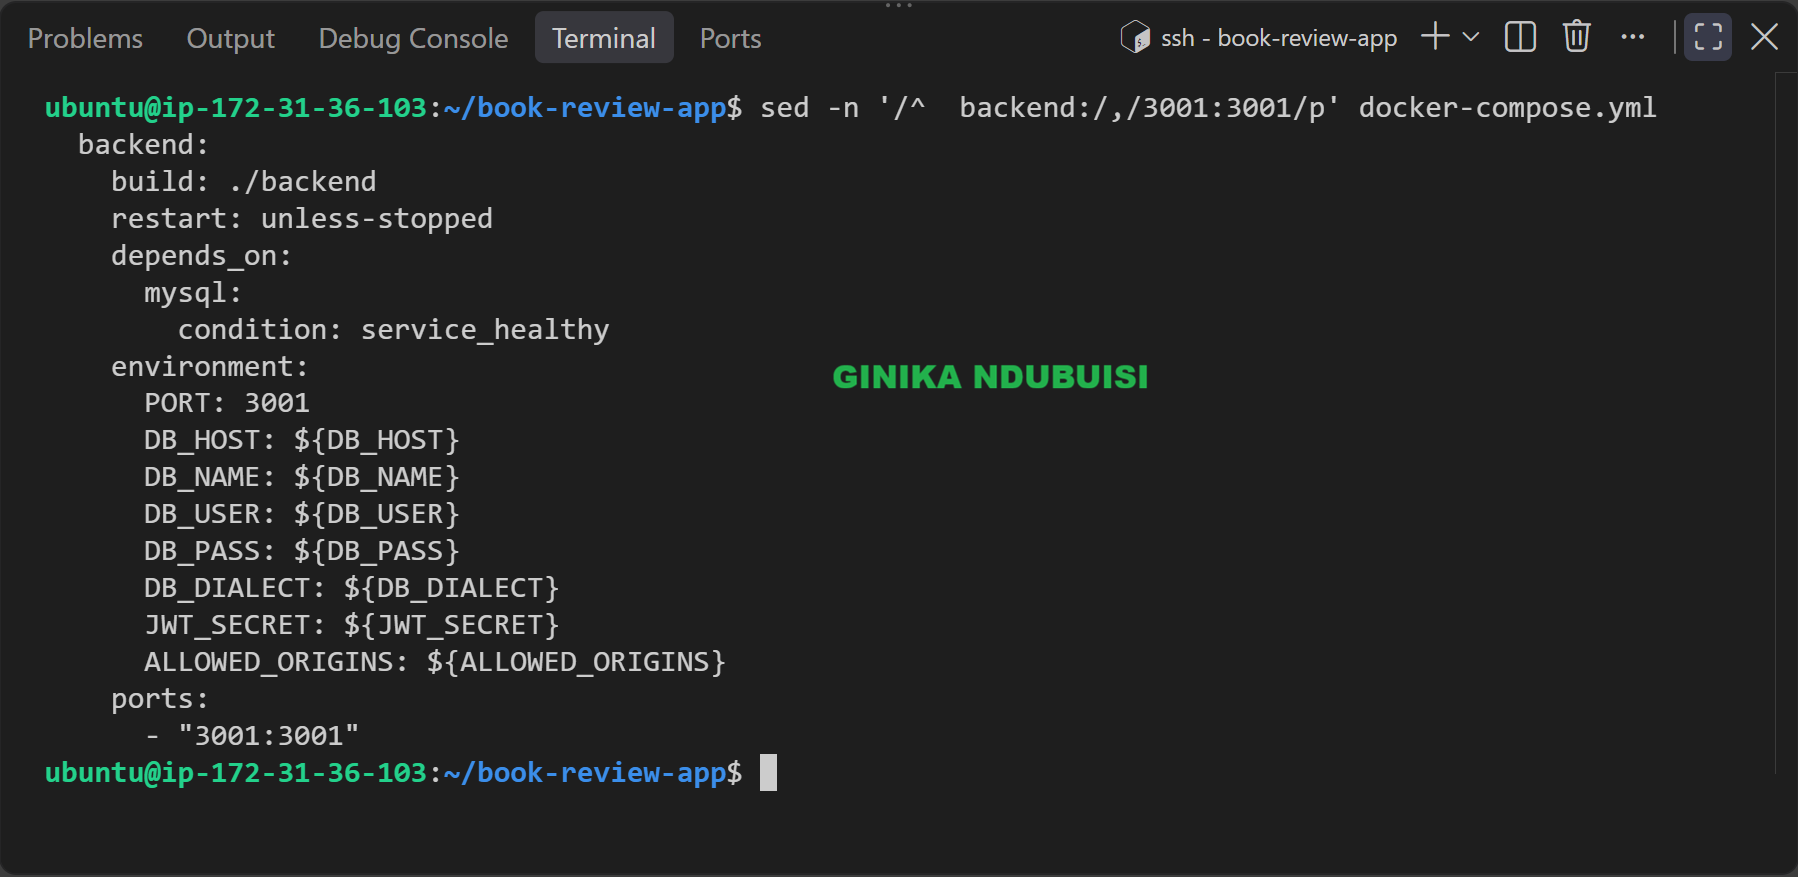 Problems Output Debug Console Terminal Ports ssh - book-review-app
ubuntu@ip-172-31-36-103:~/book-review-app$ sed -n '/^  backend:/,/3001:3001/p' docker-compose.yml
  backend:
    build: ./backend
    restart: unless-stopped
    depends_on:
      mysql:
        condition: service_healthy
    environment:
GINIKA NDUBUISI
      PORT: 3001
      DB_HOST: ${DB_HOST}
      DB_NAME: ${DB_NAME}
      DB_USER: ${DB_USER}
      DB_PASS: ${DB_PASS}
      DB_DIALECT: ${DB_DIALECT}
      JWT_SECRET: ${JWT_SECRET}
      ALLOWED_ORIGINS: ${ALLOWED_ORIGINS}
    ports:
      - "3001:3001"
ubuntu@ip-172-31-36-103:~/book-review-app$